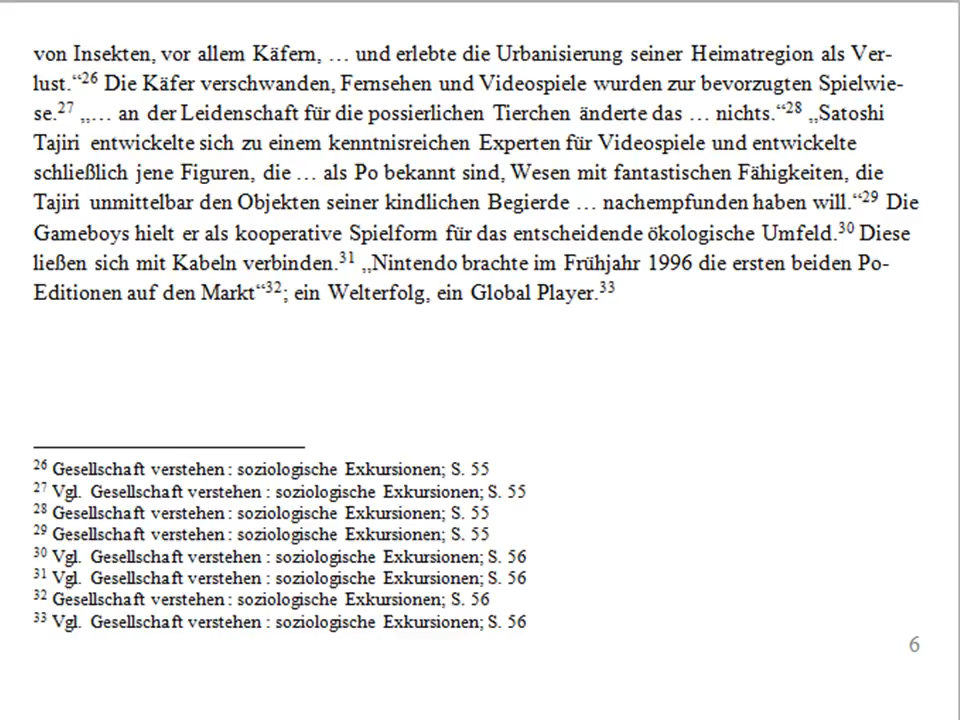 von Insekten, vor allem Käfern, … und erlebte die Urbanisierung seiner Heimatregion als Ver-
lust.“26 Die Käfer verschwanden, Fernsehen und Videospiele wurden zur bevorzugten Spielwie-
se.27 „… an der Leidenschaft für die possierlichen Tierchen änderte das … nichts.“28 „Satoshi
Tajiri entwickelte sich zu einem kenntnisreichen Experten für Videospiele und entwickelte
schließlich jene Figuren, die … als Po bekannt sind, Wesen mit fantastischen Fähigkeiten, die
Tajiri unmittelbar den Objekten seiner kindlichen Begierde … nachempfunden haben will.“29 Die
Gameboys hielt er als kooperative Spielform für das entscheidende ökologische Umfeld.30 Diese
ließen sich mit Kabeln verbinden.31 „Nintendo brachte im Frühjahr 1996 die ersten beiden Po-
Editionen auf den Markt“32; ein Welterfolg, ein Global Player.33
26 Gesellschaft verstehen : soziologische Exkursionen; S. 55
27 Vgl. Gesellschaft verstehen : soziologische Exkursionen; S. 55
28 Gesellschaft verstehen : soziologische Exkursionen; S. 55
29 Gesellschaft verstehen : soziologische Exkursionen; S. 55
30 Vgl. Gesellschaft verstehen : soziologische Exkursionen; S. 56
31 Vgl. Gesellschaft verstehen : soziologische Exkursionen; S. 56
32 Gesellschaft verstehen : soziologische Exkursionen; S. 56
33 Vgl. Gesellschaft verstehen : soziologische Exkursionen; S. 56
6